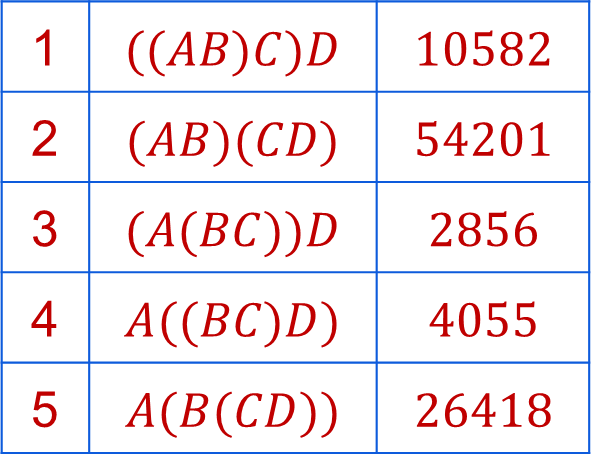 1 ((AB)C)D 10582
2 (AB)(CD) 54201
3 (A(BC))D 2856
4 A((BC)D) 4055
5 A(B(CD)) 26418